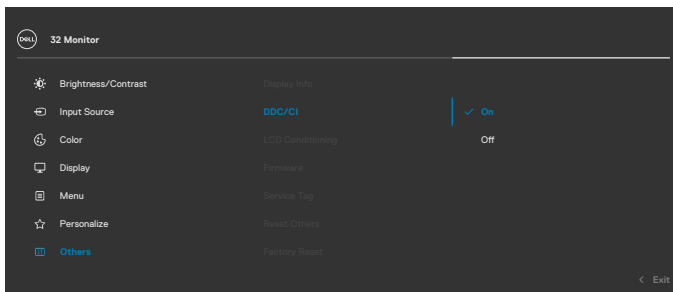 DELL
32 Monitor
Brightness/Contrast
Display Info
Input Source
DDC/CI
On
Color
LCD Conditioning
Off
Display
Firmware
Menu
Service Tag
Personalize
Reset Others
Others
Factory Reset
Exit